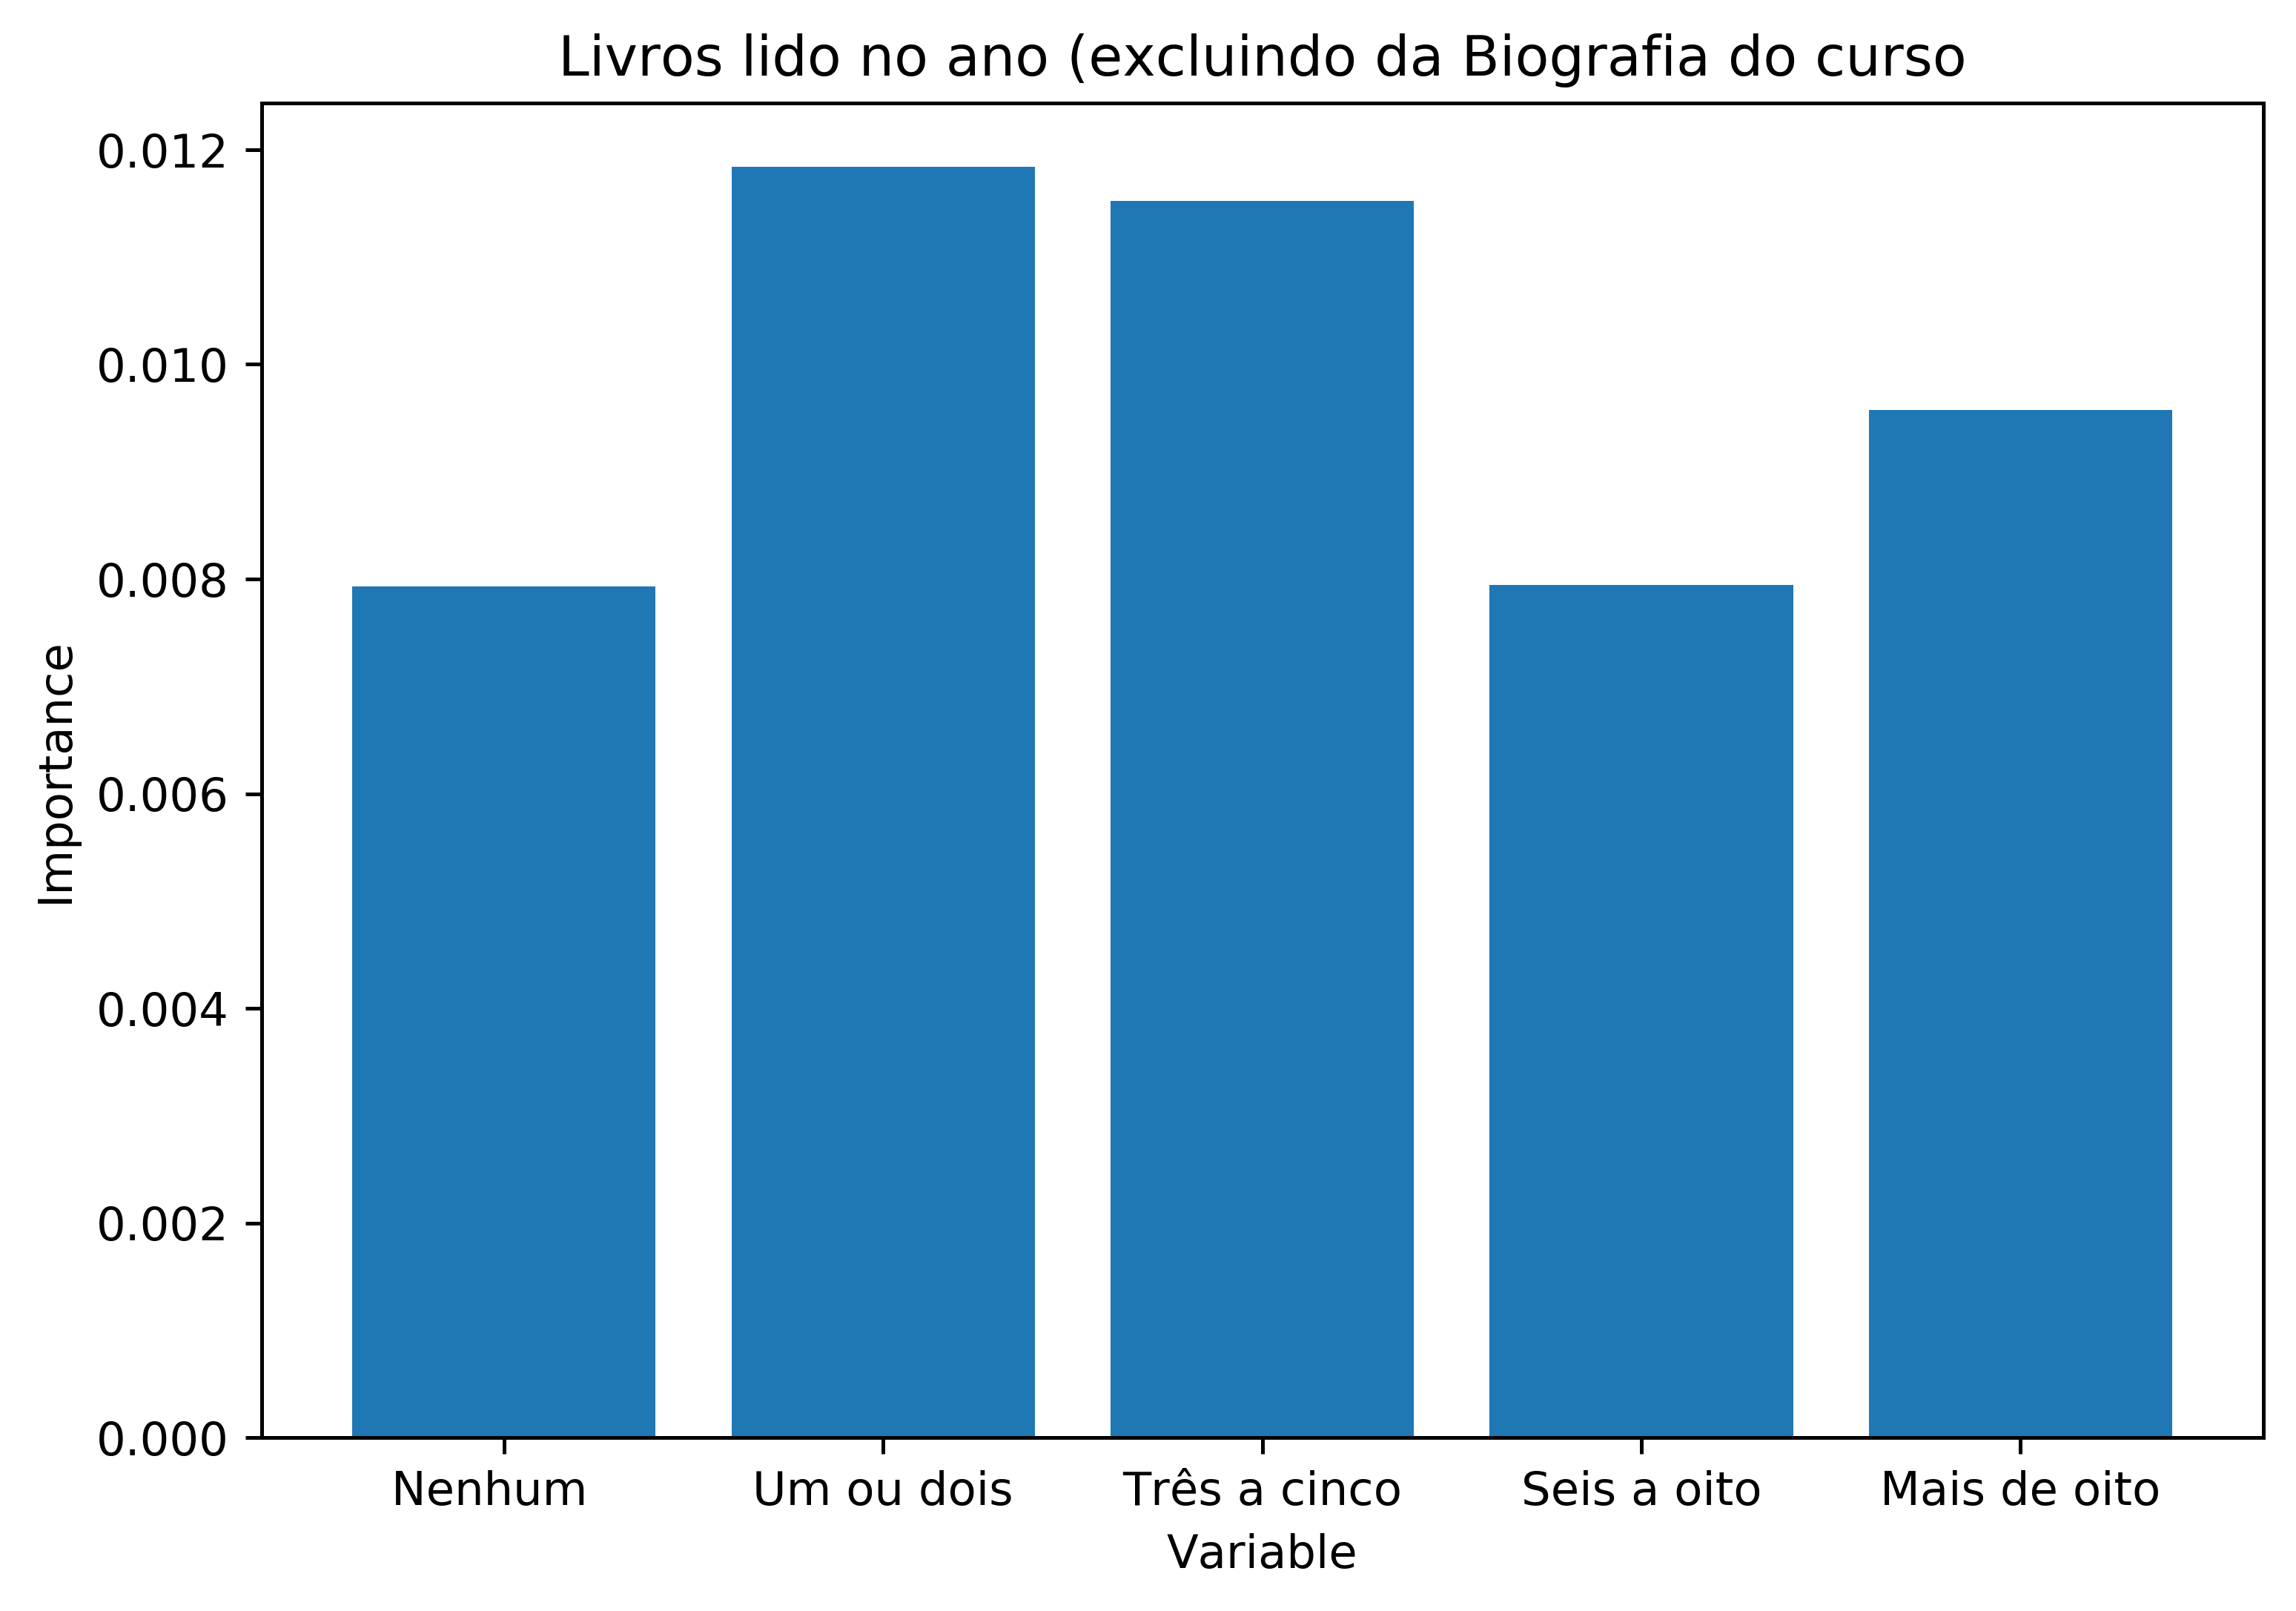 Livros lido no ano (excluindo da Biografia do curso
0.012
0.010
0.008
0.006
0.004
0.002
0.000
Importance
Nenhum Um ou dois Três a cinco Seis a oito Mais de oito
Variable